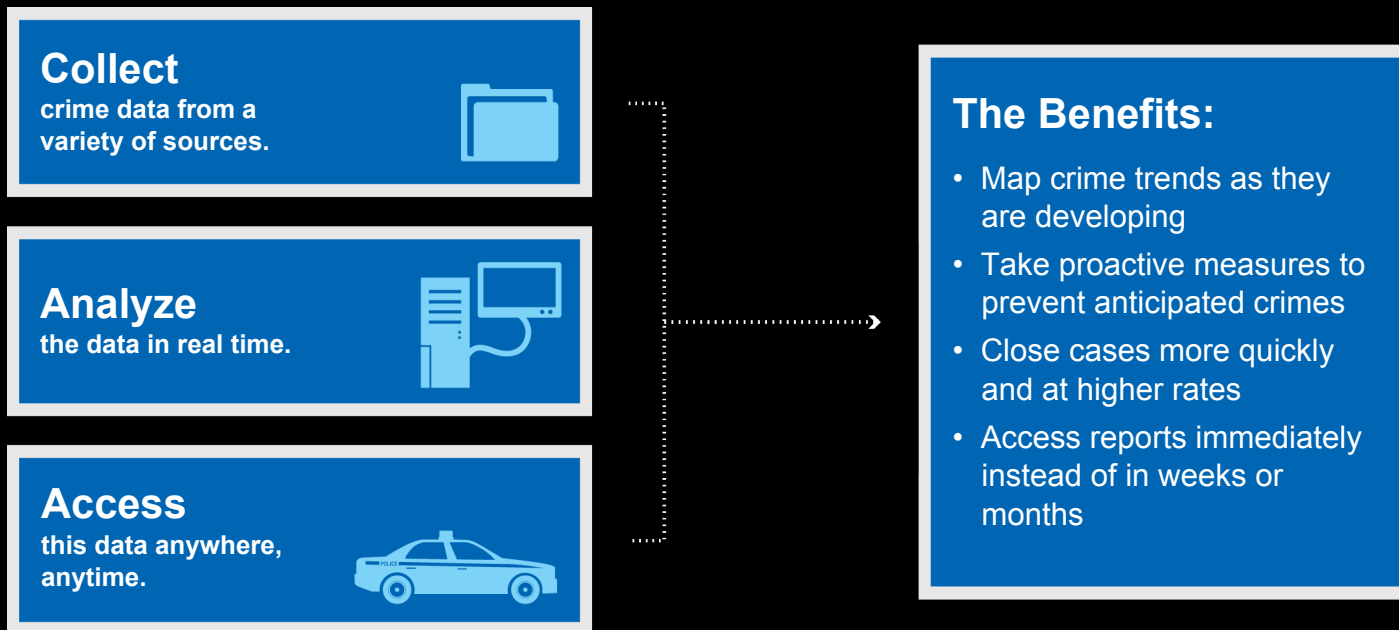 Collect
crime data from a
variety of sources.
Analyze
the data in real time.
Access
this data anywhere,
anytime.
POLICE
The Benefits:
• Map crime trends as they
are developing
• Take proactive measures to
prevent anticipated crimes
• Close cases more quickly
and at higher rates
• Access reports immediately
instead of in weeks or
months